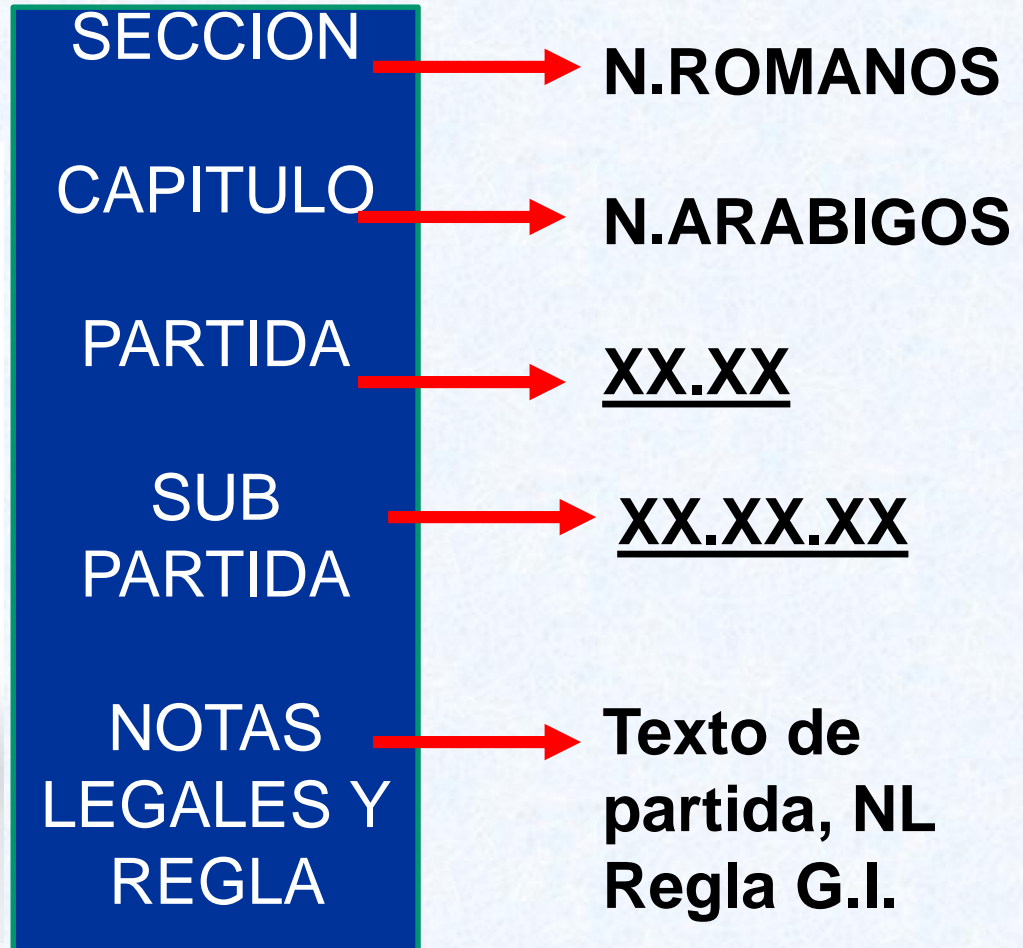 SECCION
N.ROMANOS
CAPITULO
N.ARABIGOS
PARTIDA
XX.XX
SUB
PARTIDA
XX.XX.XX
NOTAS
LEGALES Y
REGLA
Texto de
partida, NL
Regla G.I.